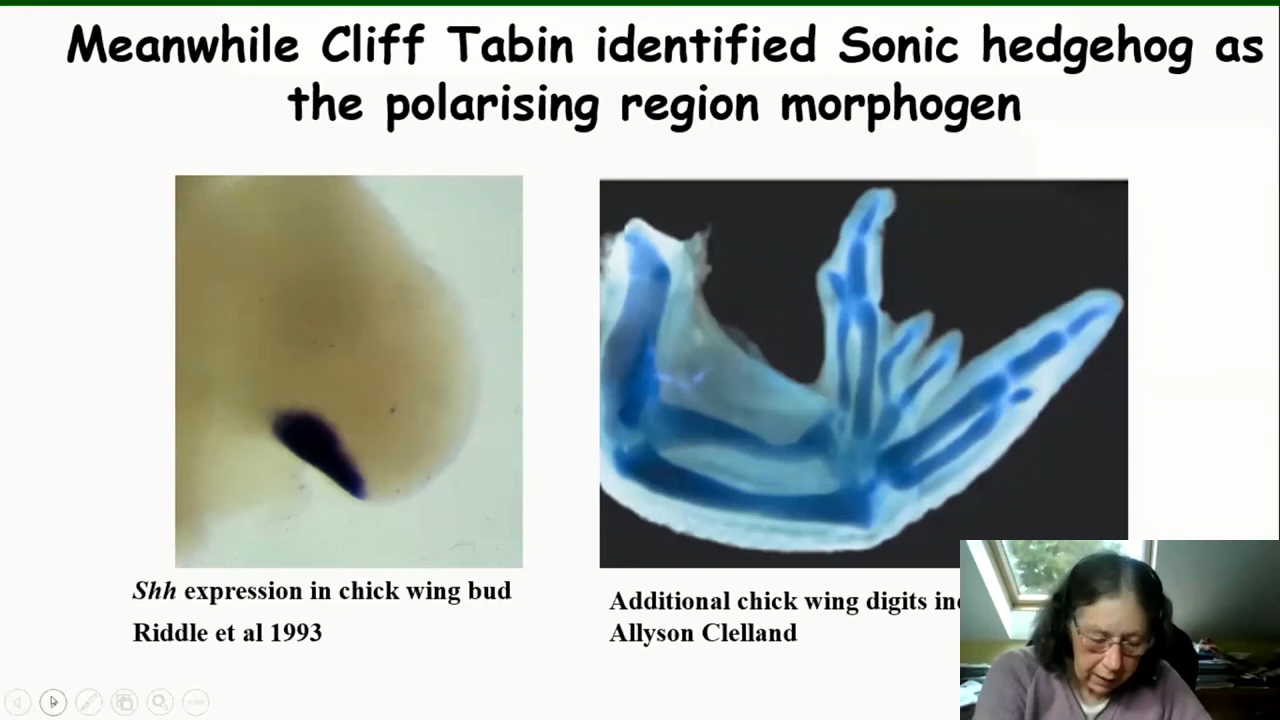 Meanwhile Cliff Tabin identified Sonic hedgehog as
the polarising region morphogen
Shh expression in chick wing bud
Riddle et al 1993
Additional chick wing digits
Allyson Clelland